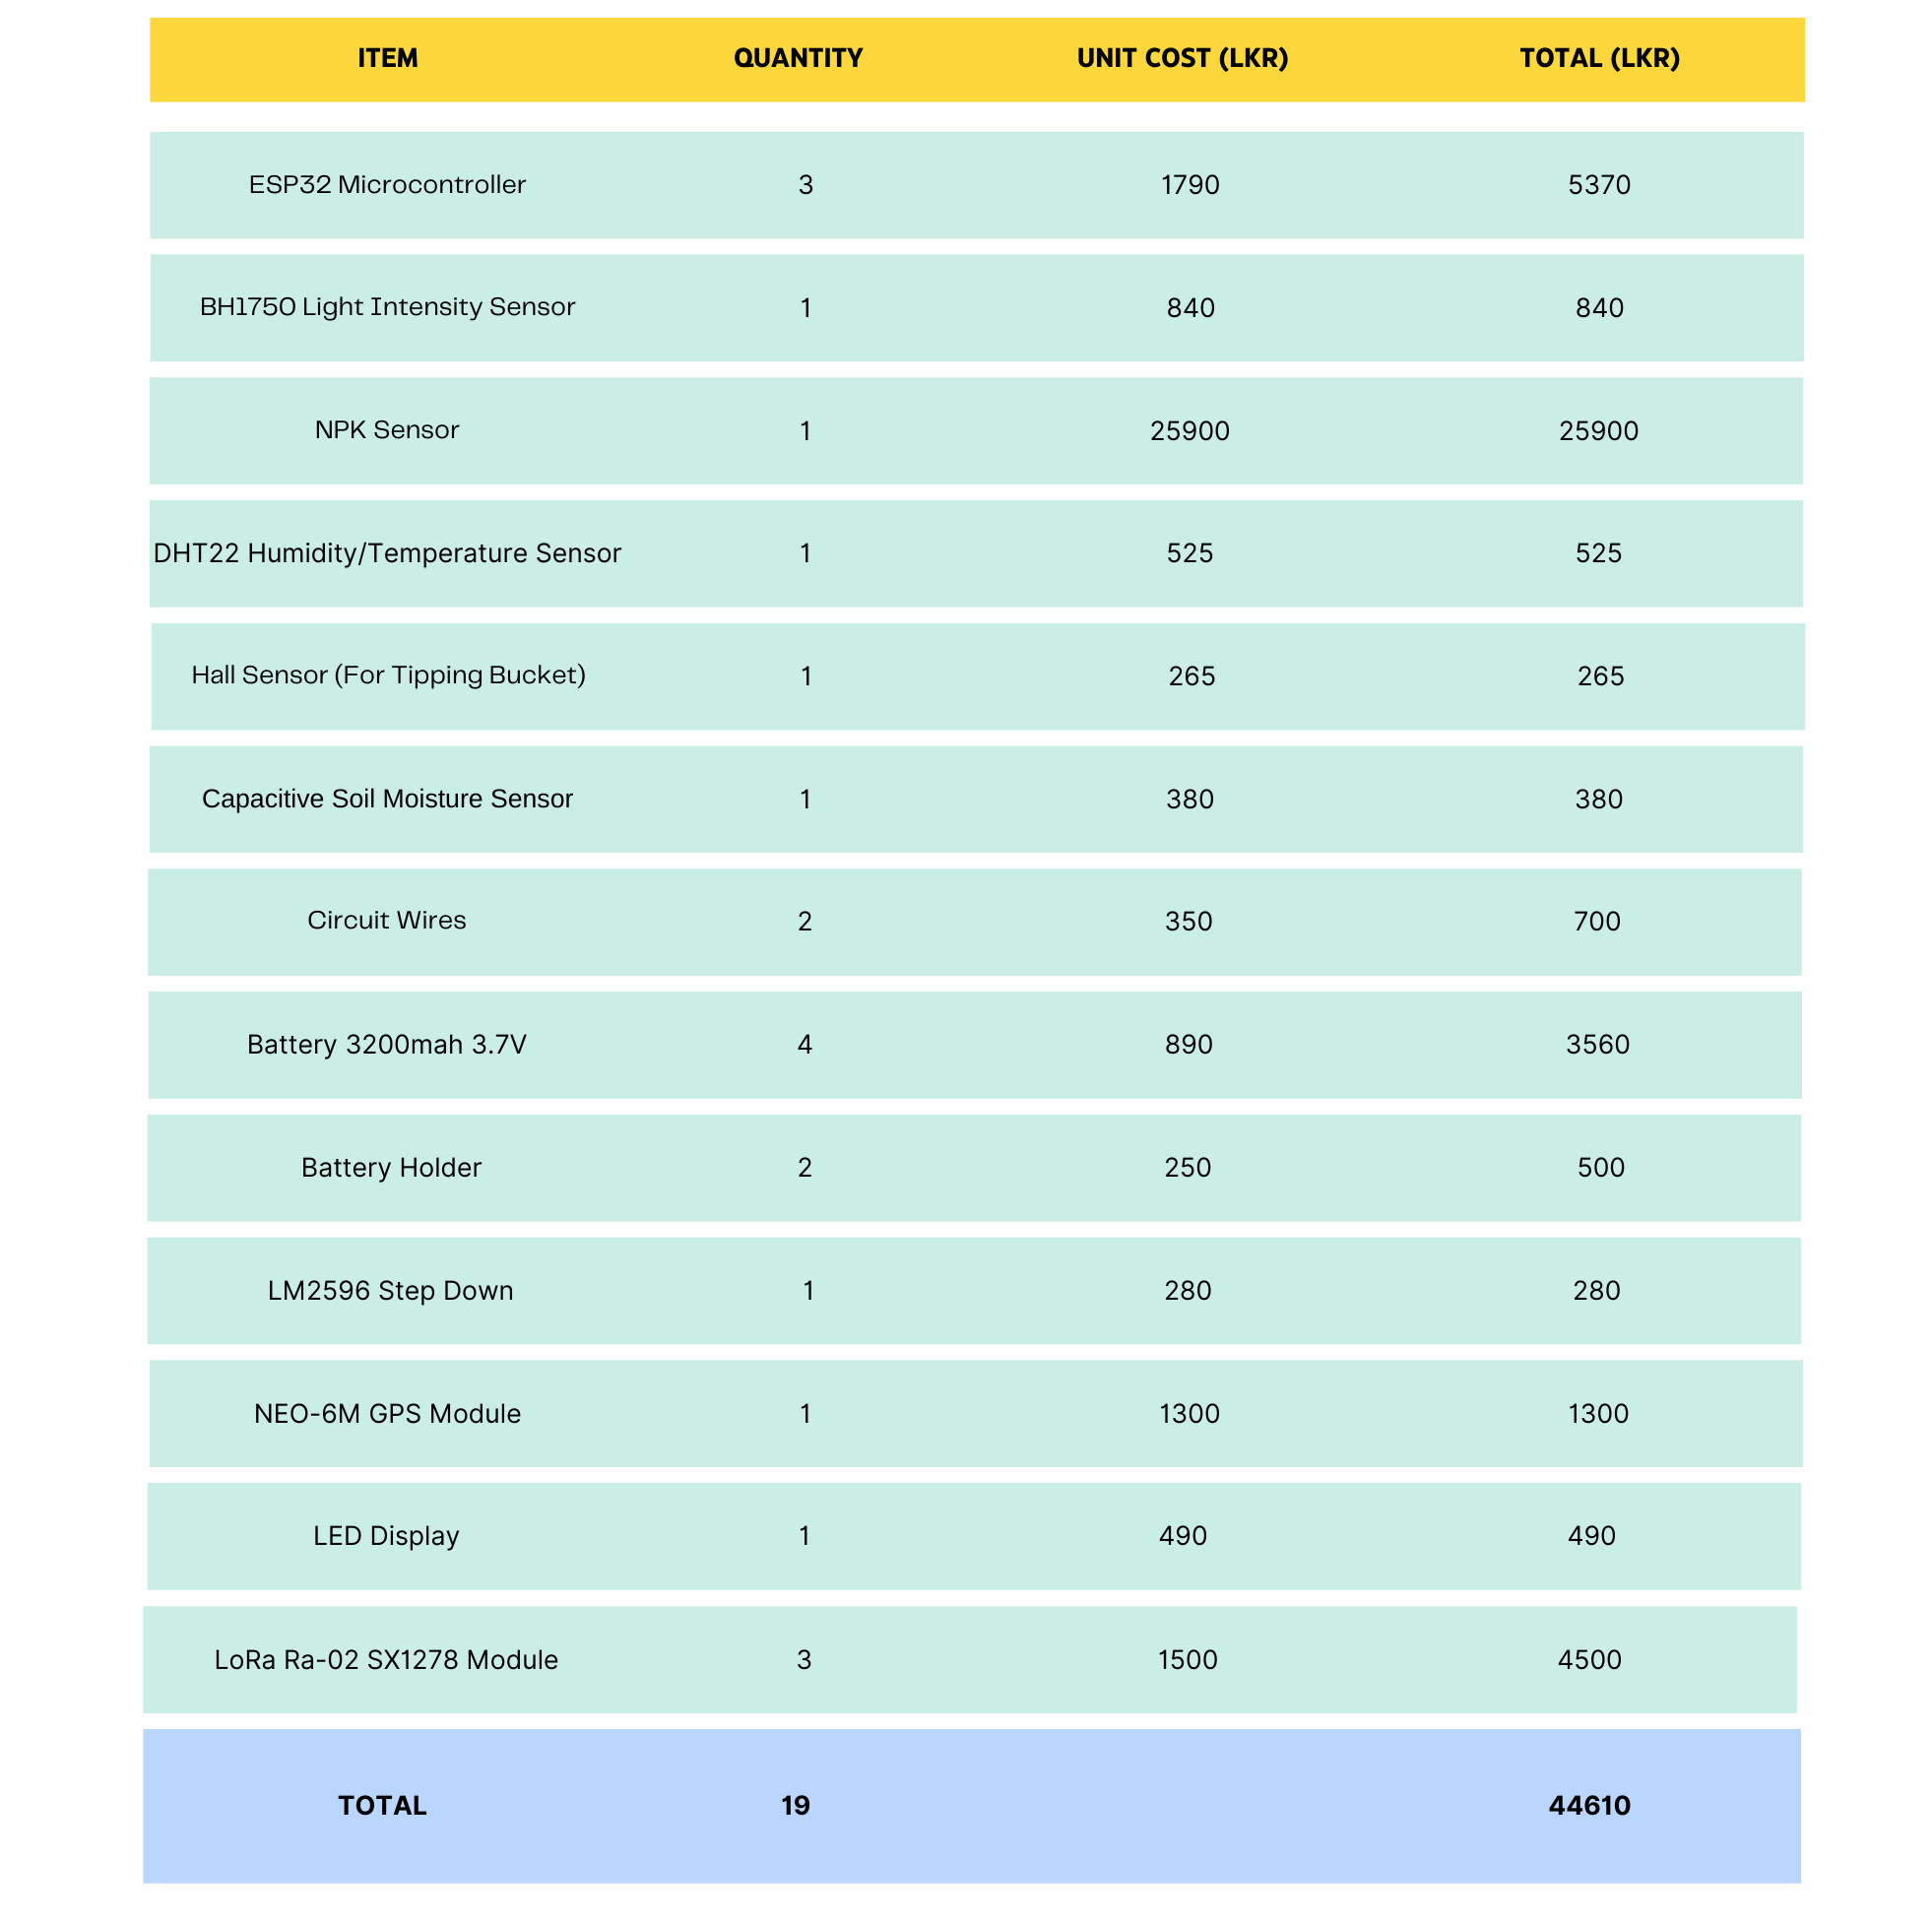 ITEM QUANTITY UNIT COST (LKR) TOTAL (LKR)
ESP32 Microcontroller 3 1790 5370
BH1750 Light Intensity Sensor 1 840 840
NPK Sensor 1 25900 25900
DHT22 Humidity/Temperature Sensor 1 525 525
Hall Sensor (For Tipping Bucket) 1 265 265
Capacitive Soil Moisture Sensor 1 380 380
Circuit Wires 2 350 700
Battery 3200mah 3.7V 4 890 3560
Battery Holder 2 250 500
LM2596 Step Down 1 280 280
NEO-6M GPS Module 1 1300 1300
LED Display 1 490 490
LoRa Ra-02 SX1278 Module 3 1500 4500
TOTAL 19 44610